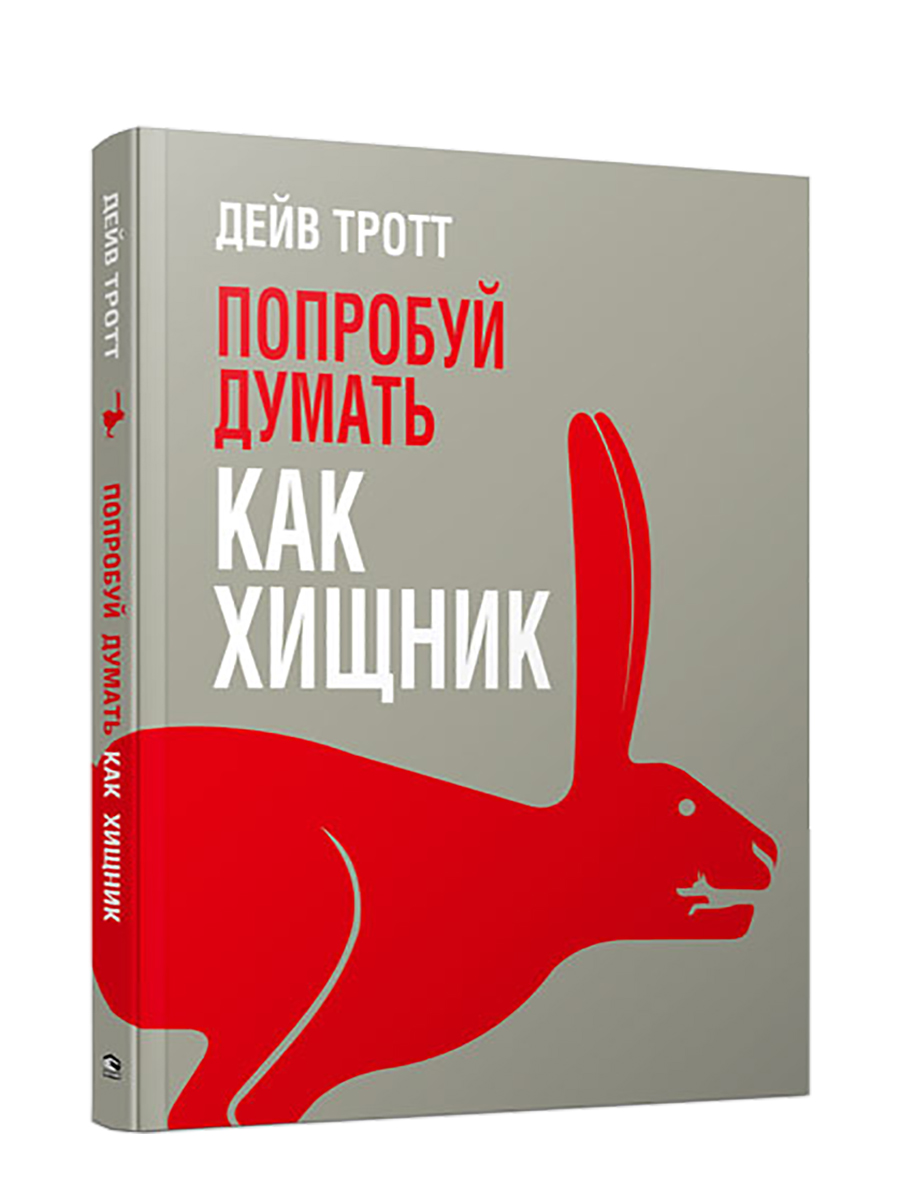 ДЕЙВ ТРОТТ
ПОПРОБУЙ
ДУМАТЬ
КАК
ХИЩНИК
ДЕЙВ ТРОТТ
ПОПРОБУЙ ДУМАТЬ КАК ХИЩНИК